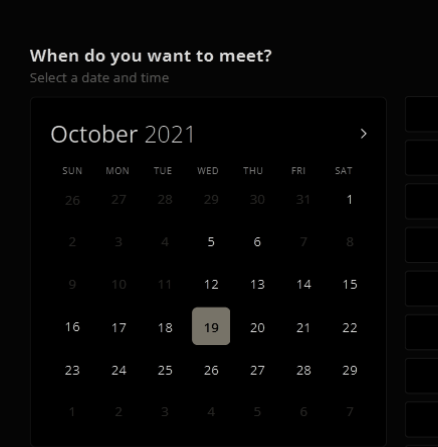 When do you want to meet?
Select a date and time
October 2021
SUN MON TUE WED THU FRI SAT
26 27 28 29 30 31 1
2 3 4 5 6 7 8
9 10 11 12 13 14 15
16 17 18 19 20 21 22
23 24 25 26 27 28 29
1 2 3 4 5 6 7